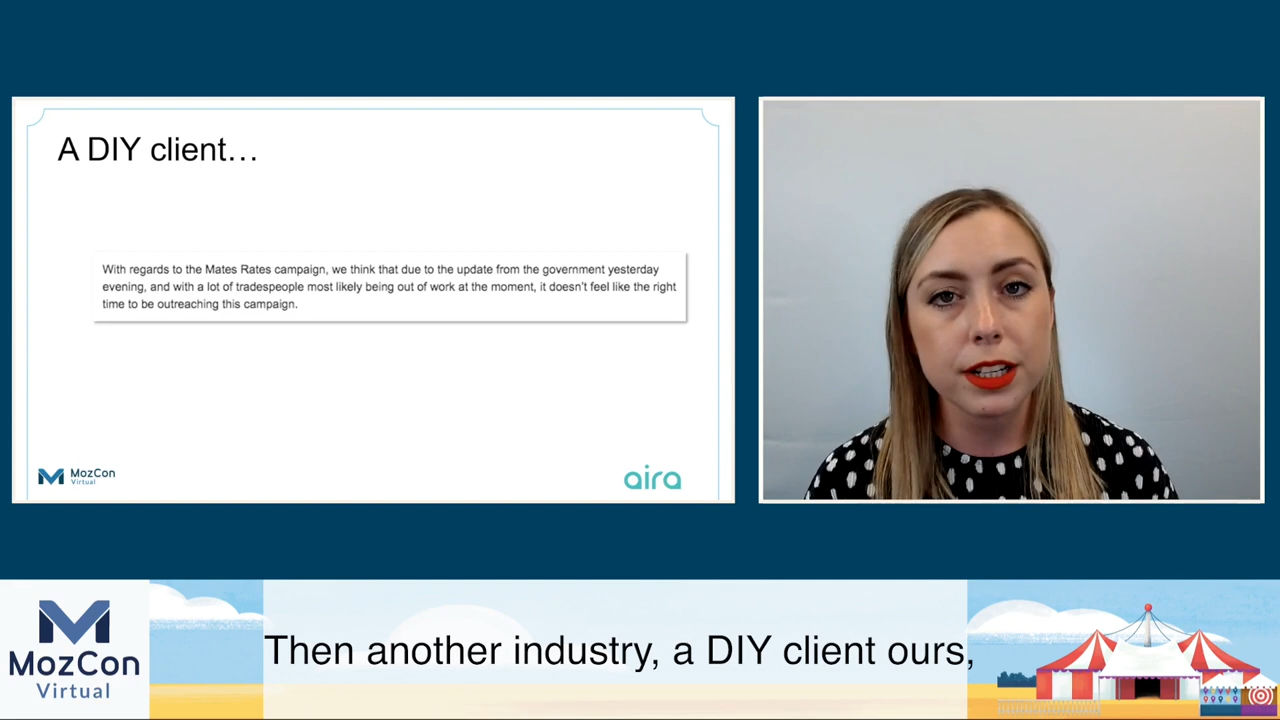 A DIY client…
With regards to the Mates Rates campaign, we think that due to the update from the government yesterday
evening, and with a lot of tradespeople most likely being out of work at the moment, it doesn't feel like the right
time to be outreaching this campaign.
MozCon
Virtual
aira
MozCon
Virtual
Then another industry, a DIY client ours,